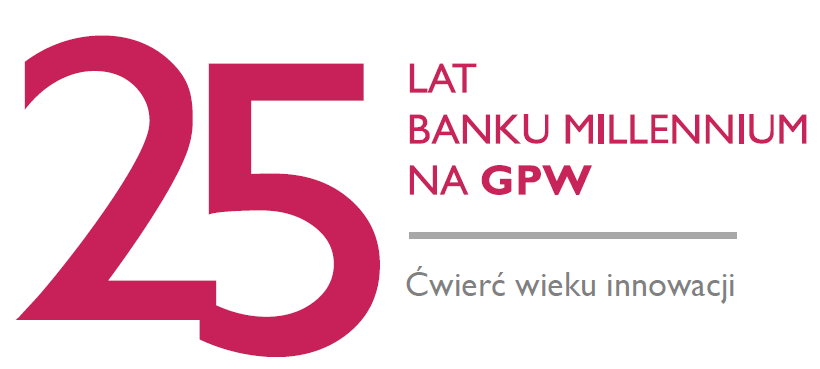 25
LAT
BANKU MILLENNIUM
NA GPW
Ćwierć wieku innowacji